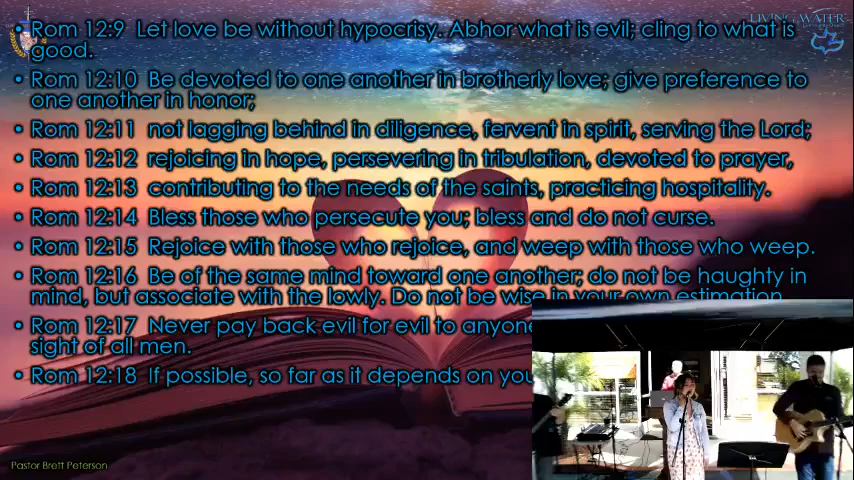 LIVING WATER
• Rom 12:9 Let love be without hypocrisy. Abhor what is evil; cling to what is
good.
• Rom 12:10 Be devoted to one another in brotherly love; give preference to
one another in honor;
• Rom 12:11 not lagging behind in diligence, fervent in spirit, serving the Lord;
• Rom 12:12 rejoicing in hope, persevering in tribulation, devoted to prayer,
• Rom 12:13 contributing to the needs of the saints, practicing hospitality.
• Rom 12:14 Bless those who persecute you; bless and do not curse.
• Rom 12:15 Rejoice with those who rejoice, and weep with those who weep.
• Rom 12:16 Be of the same mind toward one another; do not be haughty in
mind, but associate with the lowly. Do not be wise in your own estimation
• Rom 12:17 Never pay back evil for evil to anyone
sight of all men.
• Rom 12:18 If possible, so far as it depends on you
Pastor Brett Peterson